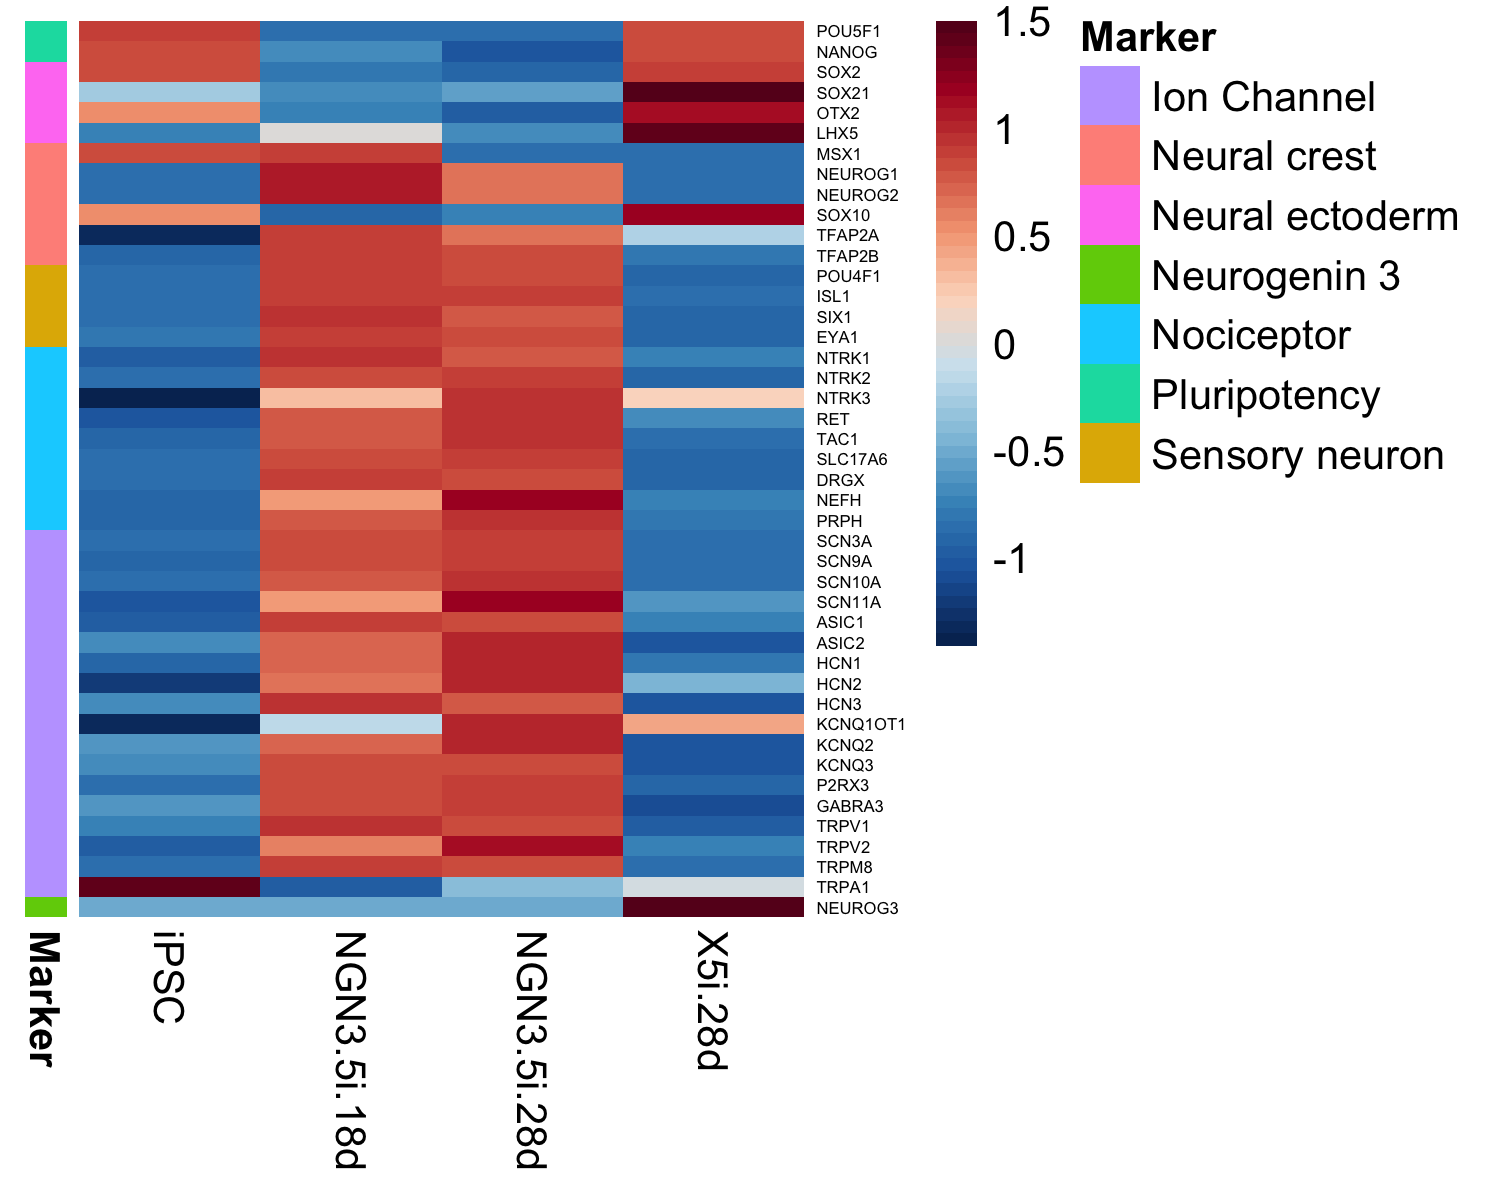 POU5F1
NANOG
SOX2
SOX21
OTX2
LHX5
MSX1
NEUROG1
NEUROG2
SOX10
TFAP2A
TFAP2B
POU4F1
ISL1
SIX1
EYA1
NTRK1
NTRK2
NTRK3
RET
TAC1
SLC17A6
DRGX
NEFH
PRPH
SCN3A
SCN9A
SCN10A
SCN11A
ASIC1
ASIC2
HCN1
HCN2
HCN3
KCNQ1OT1
KCNQ2
KCNQ3
P2RX3
GABRA3
TRPV1
TRPV2
TRPM8
TRPA1
NEUROG3
Marker
iPSC
NGN3.5i.18d
NGN3.5i.28d
X5i.28d
1.5
1
0.5
0
-0.5
-1
Marker
Ion Channel
Neural crest
Neural ectoderm
Neurogenin 3
Nociceptor
Pluripotency
Sensory neuron